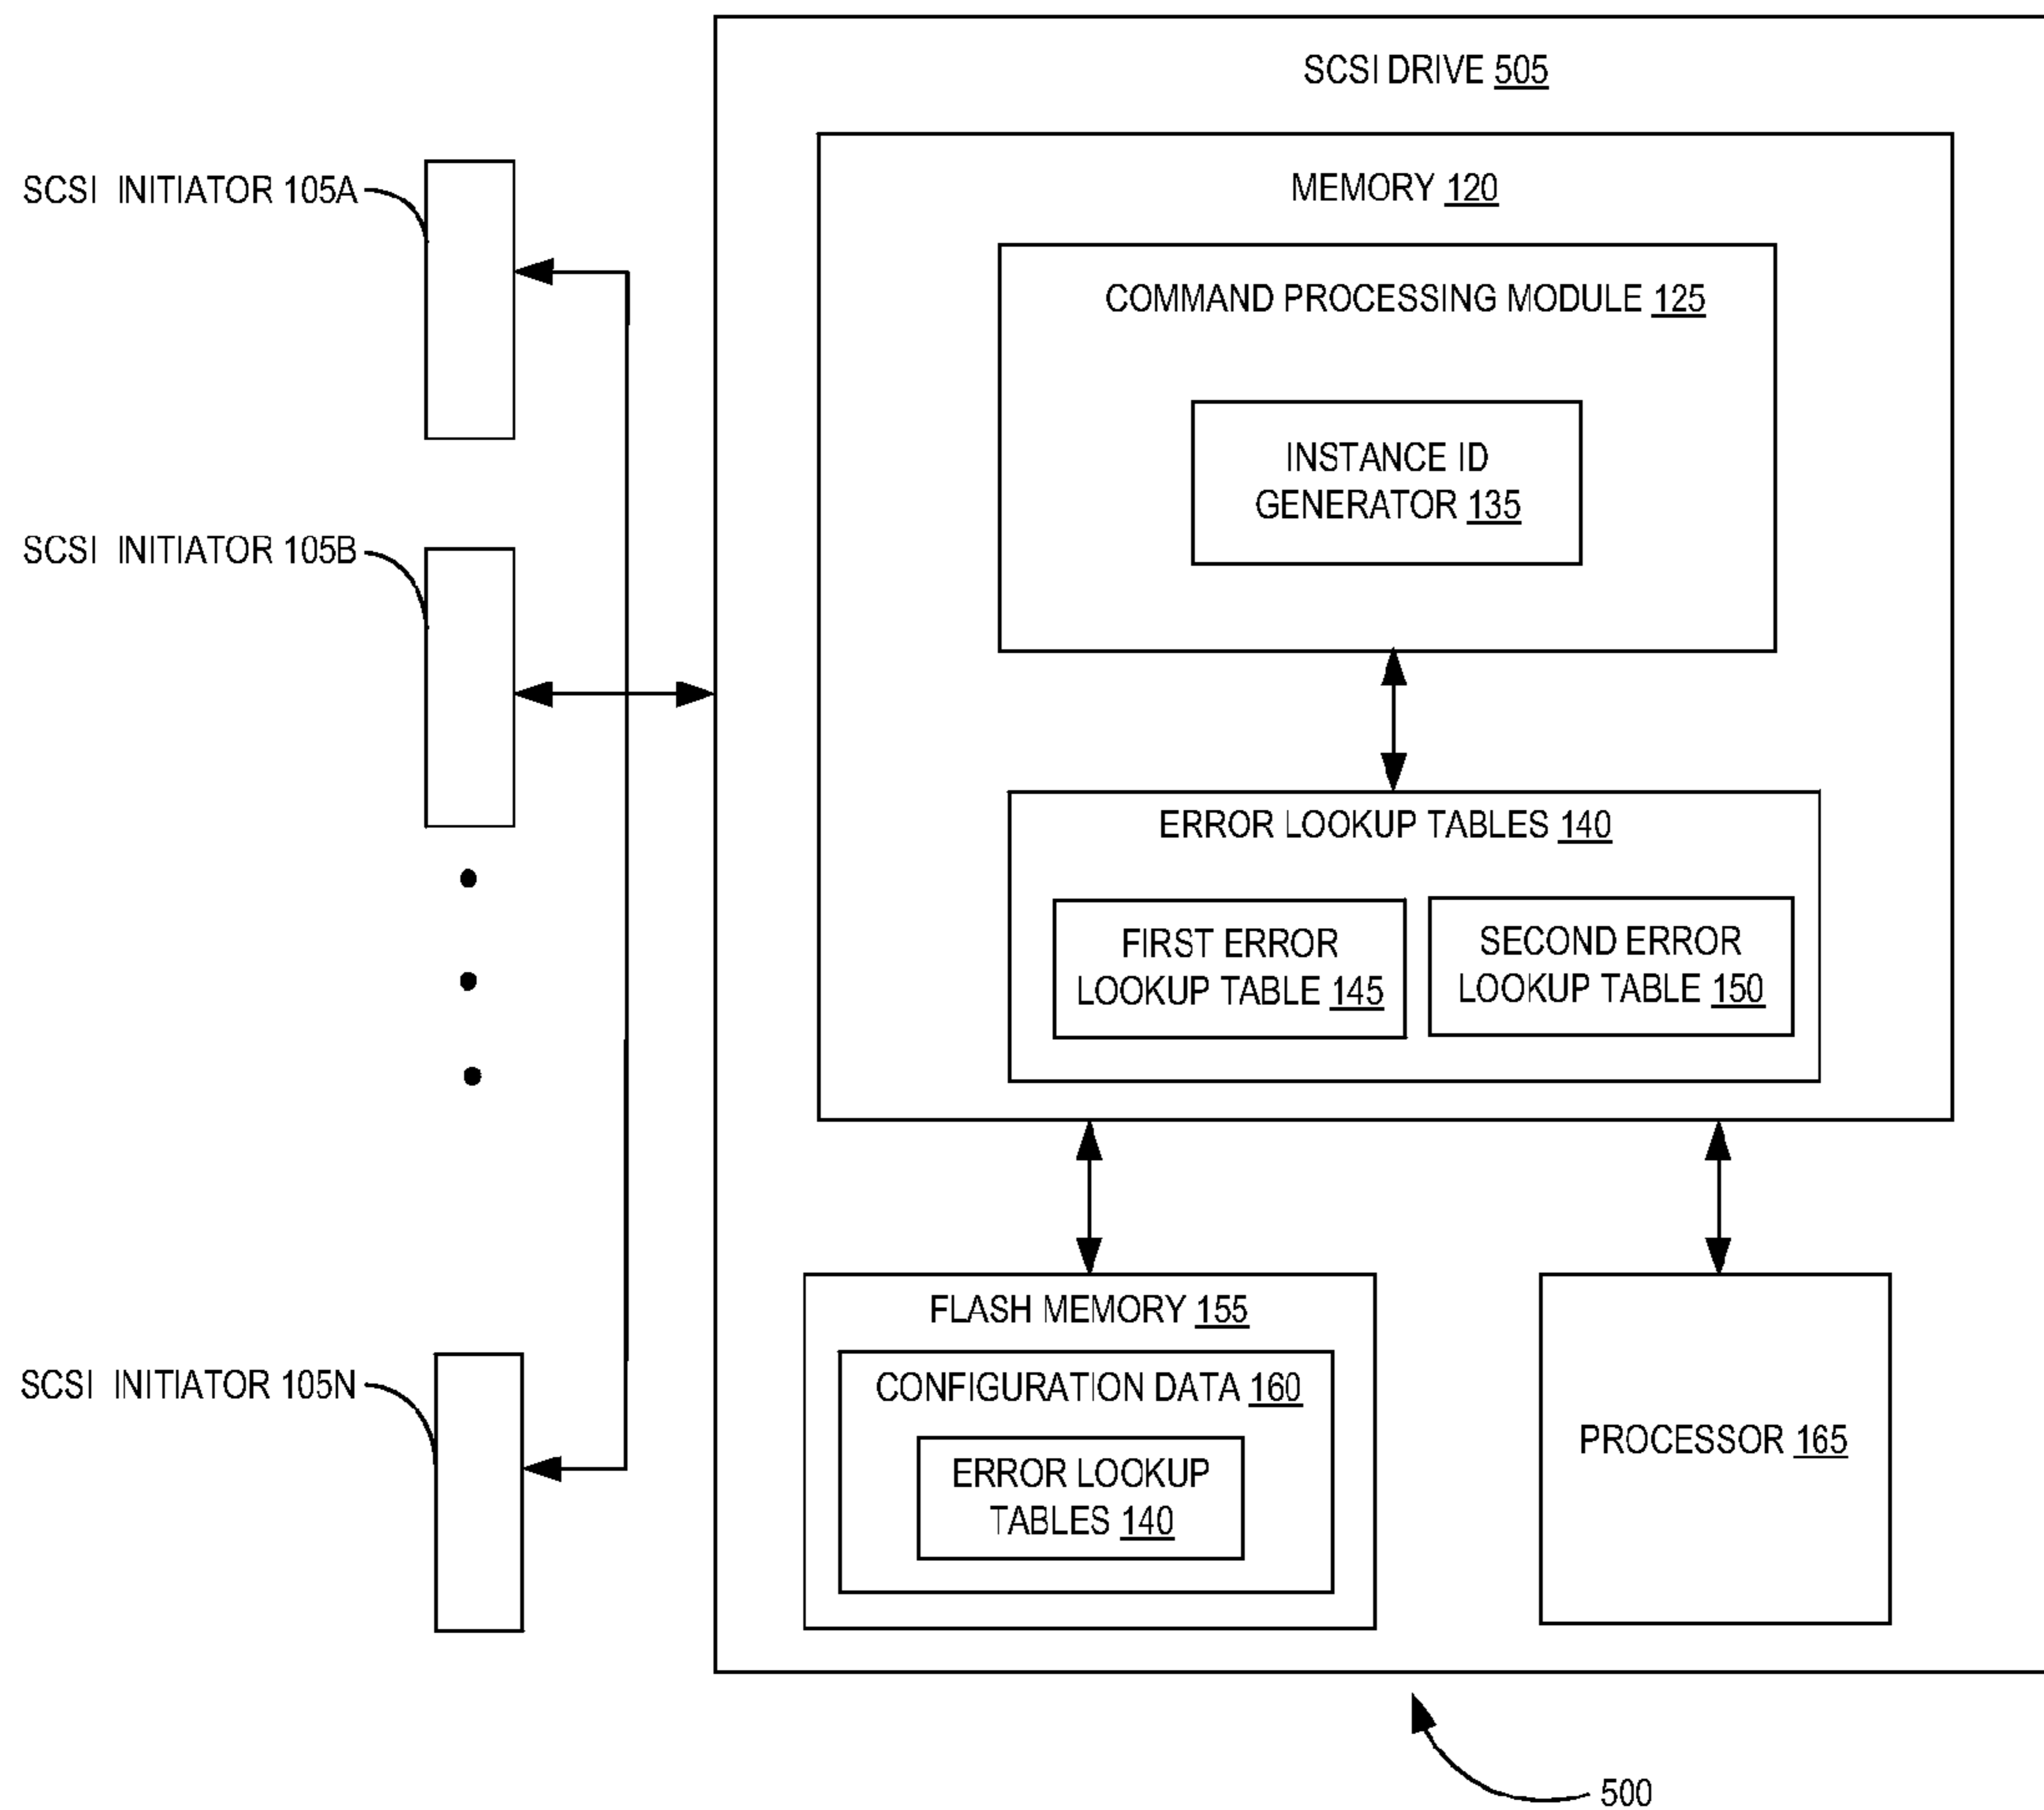 SCSI DRIVE 505
MEMORY 120
SCSI INITIATOR 105A
COMMAND PROCESSING MODULE 125
INSTANCE ID
GENERATOR 135
SCSI INITIATOR 105B
ERROR LOOKUP TABLES 140
FIRST ERROR
LOOKUP TABLE 145
SECOND ERROR
LOOKUP TABLE 150
FLASH MEMORY 155
SCSI INITIATOR 105N
CONFIGURATION DATA 160
ERROR LOOKUP
TABLES 140
PROCESSOR 165
500